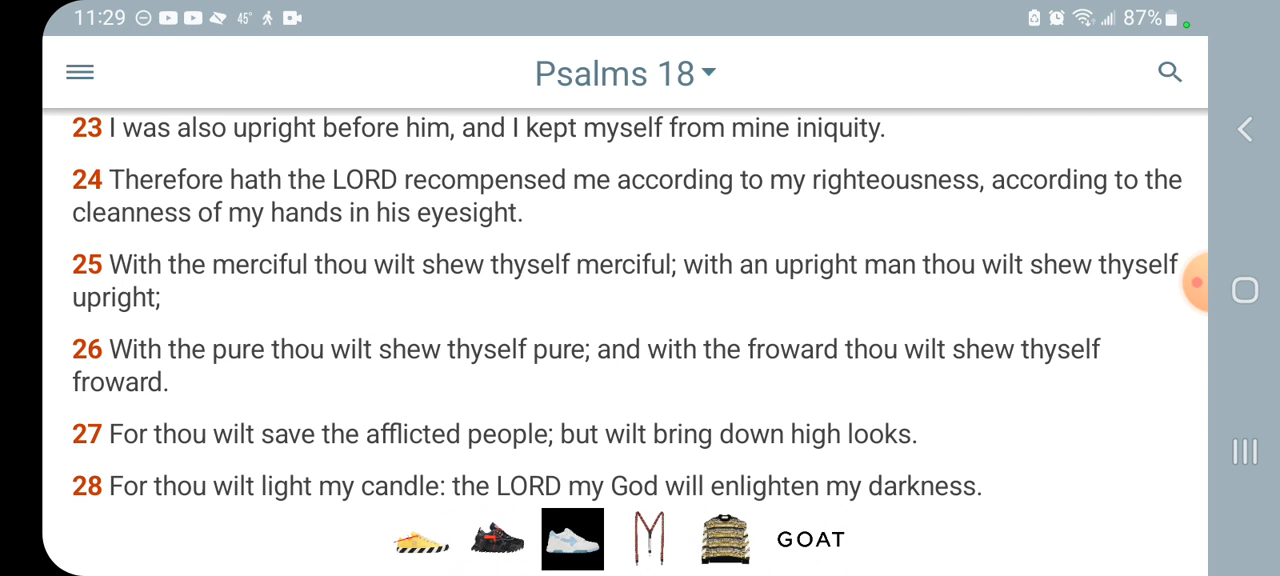 11:29 45° 87%
Psalms 18
23 I was also upright before him, and I kept myself from mine iniquity.
24 Therefore hath the LORD recompensed me according to my righteousness, according to the
cleanness of my hands in his eyesight.
25 With the merciful thou wilt shew thyself merciful; with an upright man thou wilt shew thyself
upright;
26 With the pure thou wilt shew thyself pure; and with the froward thou wilt shew thyself
froward.
27 For thou wilt save the afflicted people; but wilt bring down high looks.
28 For thou wilt light my candle: the LORD my God will enlighten my darkness.
GOAT